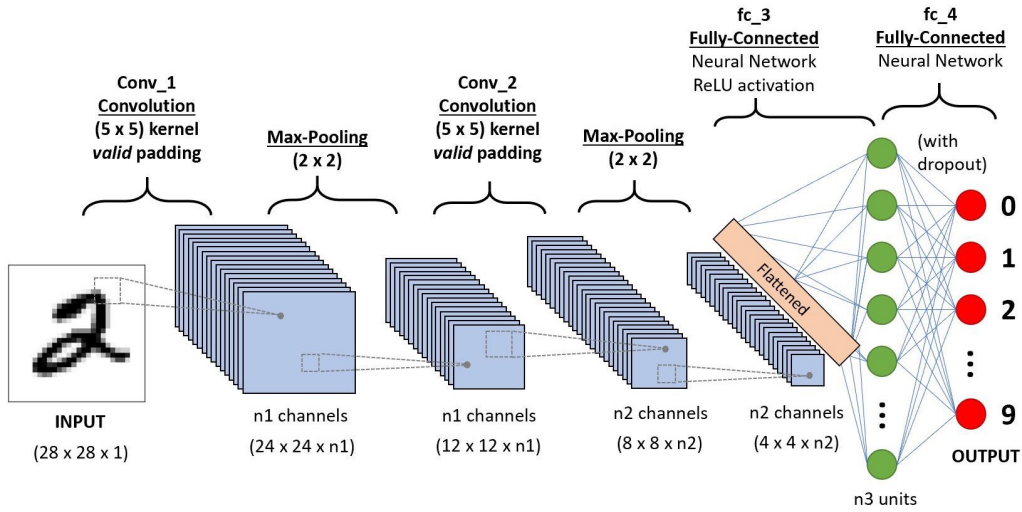 Conv_1
Convolution
(5 x 5) kernel
valid padding
Max-Pooling
(2 x 2)
Conv_2
Convolution
(5 x 5) kernel
valid padding
Max-Pooling
(2 x 2)
fc_3
Fully-Connected
Neural Network
ReLU activation
fc_4
Fully-Connected
Neural Network
(with
dropout)
2
INPUT
(28 x 28 x 1)
n1 channels
(24 x 24 x n1)
n1 channels
(12 x 12 x n1)
n2 channels
(8 x 8 x n2)
n2 channels
(4 x 4 x n2)
Flattened
n3 units
0
1
2
9
OUTPUT